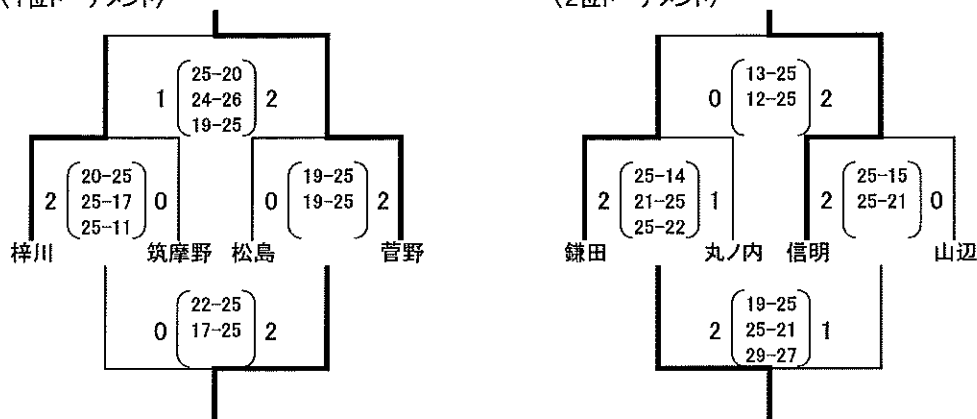 (1位トーナメント)
(2位トーナメント)
1 25-20 24-26 19-25 2
0 13-25 12-25 2
2 20-25 25-17 25-11 0
0 19-25 19-25 2
2 25-14 21-25 25-22 1
2 25-15 25-21 0
梓川 筑摩野 松島 菅野
鎌田 丸ノ内 信明 山辺
0 22-25 17-25 2
2 19-25 25-21 29-27 1